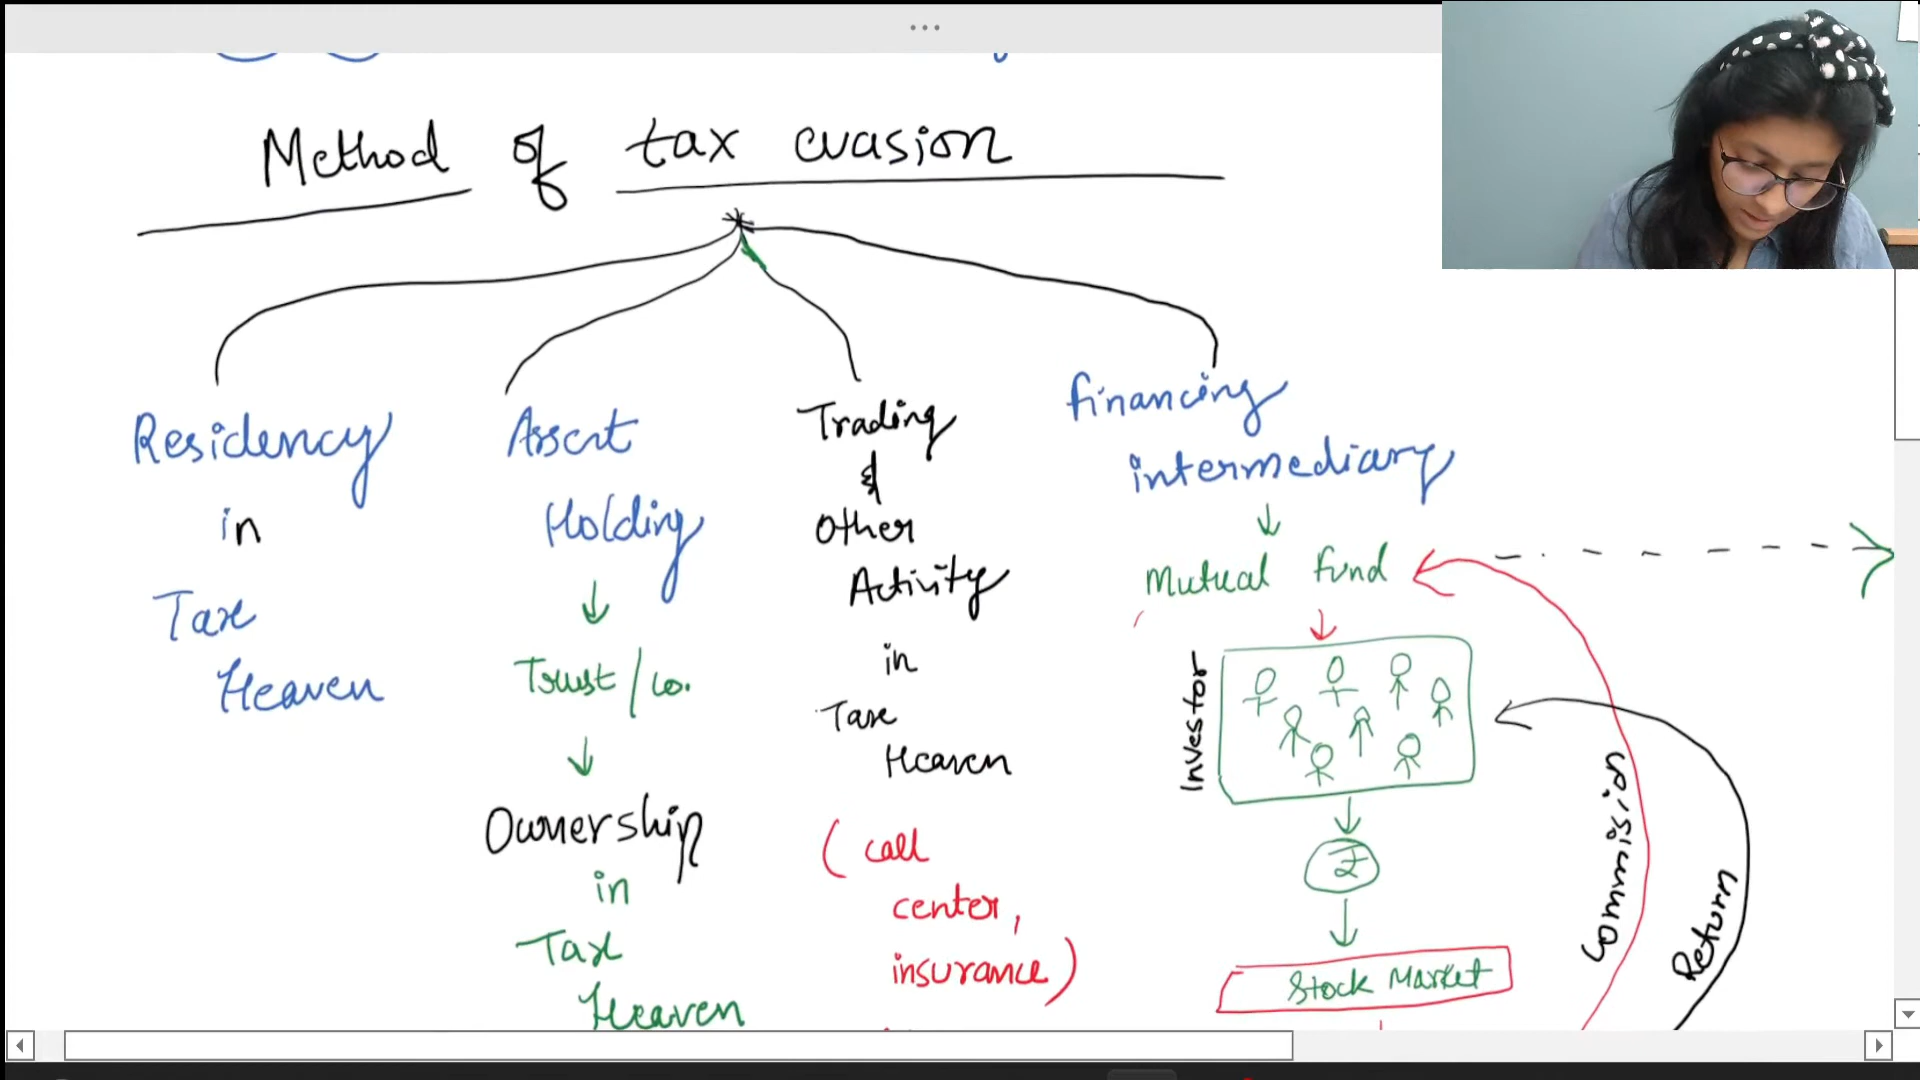 Method of tax evasion
Residency
in
Tax
Heaven
Assert
Holding
Trust/co.
Ownership
in
Tax
Heaven
Trading
&
Other
Activity
in
Tax
Heaven
(call
center,
insurance)
financing
intermediary
Mutual fund
Investor
₹
Stock Market
Commission
Return